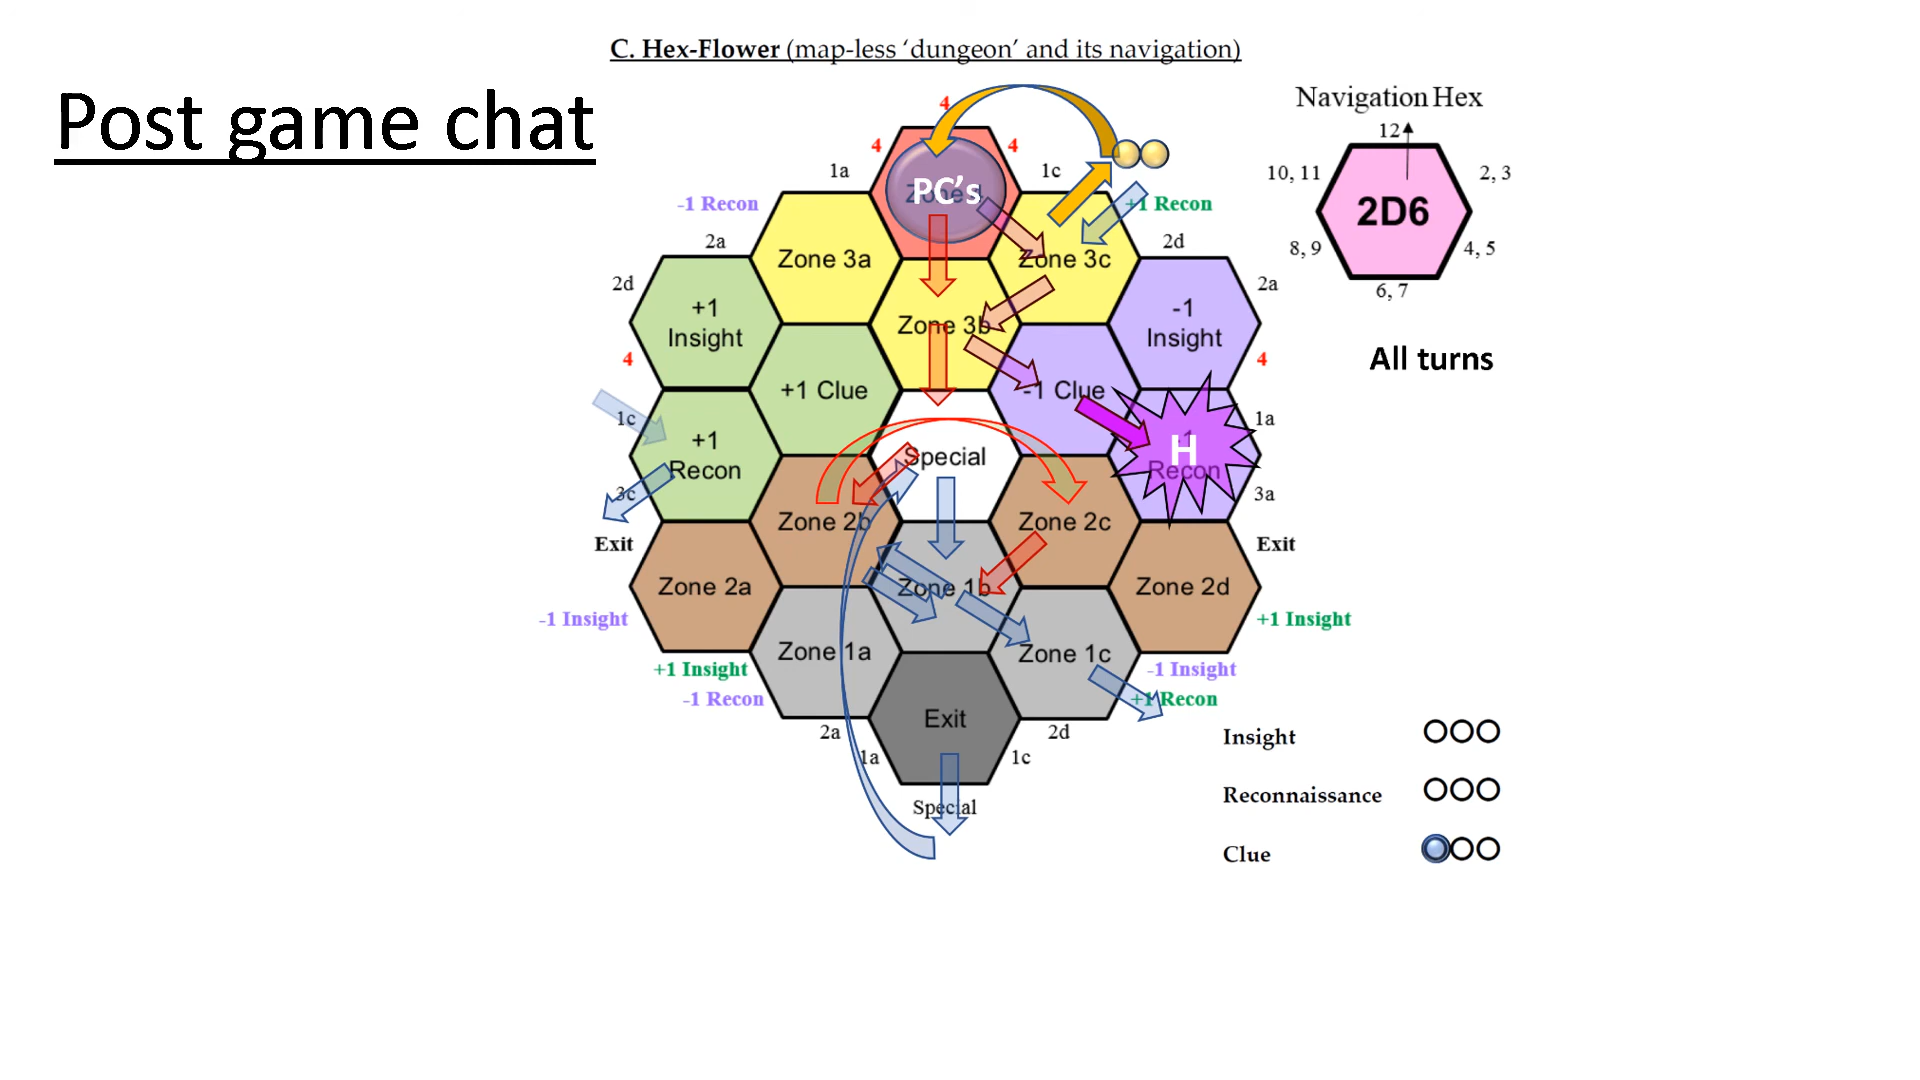 C. Hex-Flower (map-less ‘dungeon’ and its navigation)
Post game chat
Navigation Hex
12
10, 11
2, 3
2D6
8, 9
4, 5
6, 7
All turns
4
4
4
1a
1c
PC’s
-1 Recon
+1 Recon
2a
2d
Zone 3a
Zone 3c
2d
2a
+1
Insight
Zone 3b
-1
Insight
4
4
+1 Clue
-1 Clue
1c
1a
+1
Recon
Special
H
Recon
3c
3a
Zone 2b
Zone 2c
Exit
Exit
Zone 2a
Zone 1b
Zone 2d
-1 Insight
+1 Insight
Zone 1a
Zone 1c
+1 Insight
-1 Insight
-1 Recon
+1 Recon
Exit
2a
2d
1a
1c
Special
Insight
Reconnaissance
Clue